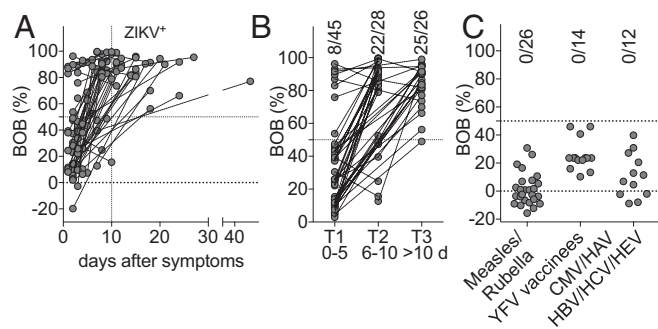 A
ZIKV+
BOB (%)
100
80
60
40
20
0
-20
0
10
20
30
40
days after symptoms
B
8/45
22/28
25/26
BOB (%)
100
80
60
40
20
0
T1
T2
T3
0-5
6-10
>10 d
C
0/26
0/14
0/12
BOB (%)
100
80
60
40
20
0
-20
Measles/
Rubella
YFV vaccinees
CMV/HAV
HBV/HCV/HEV